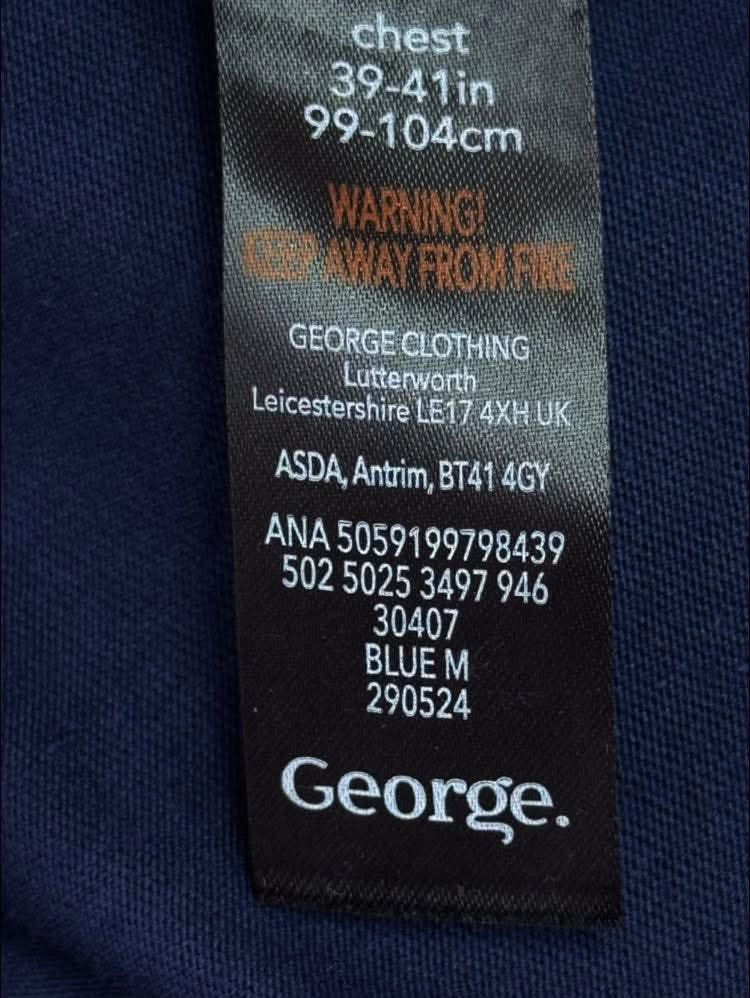 chest
39-41in
99-104cm
WARNING!
KEEP AWAY FROM FIRE
GEORGE CLOTHING
Lutterworth
Leicestershire LE17 4XH UK
ASDA, Antrim, BT41 4GY
ANA 5059199798439
502 5025 3497 946
30407
BLUE M
290524
George.